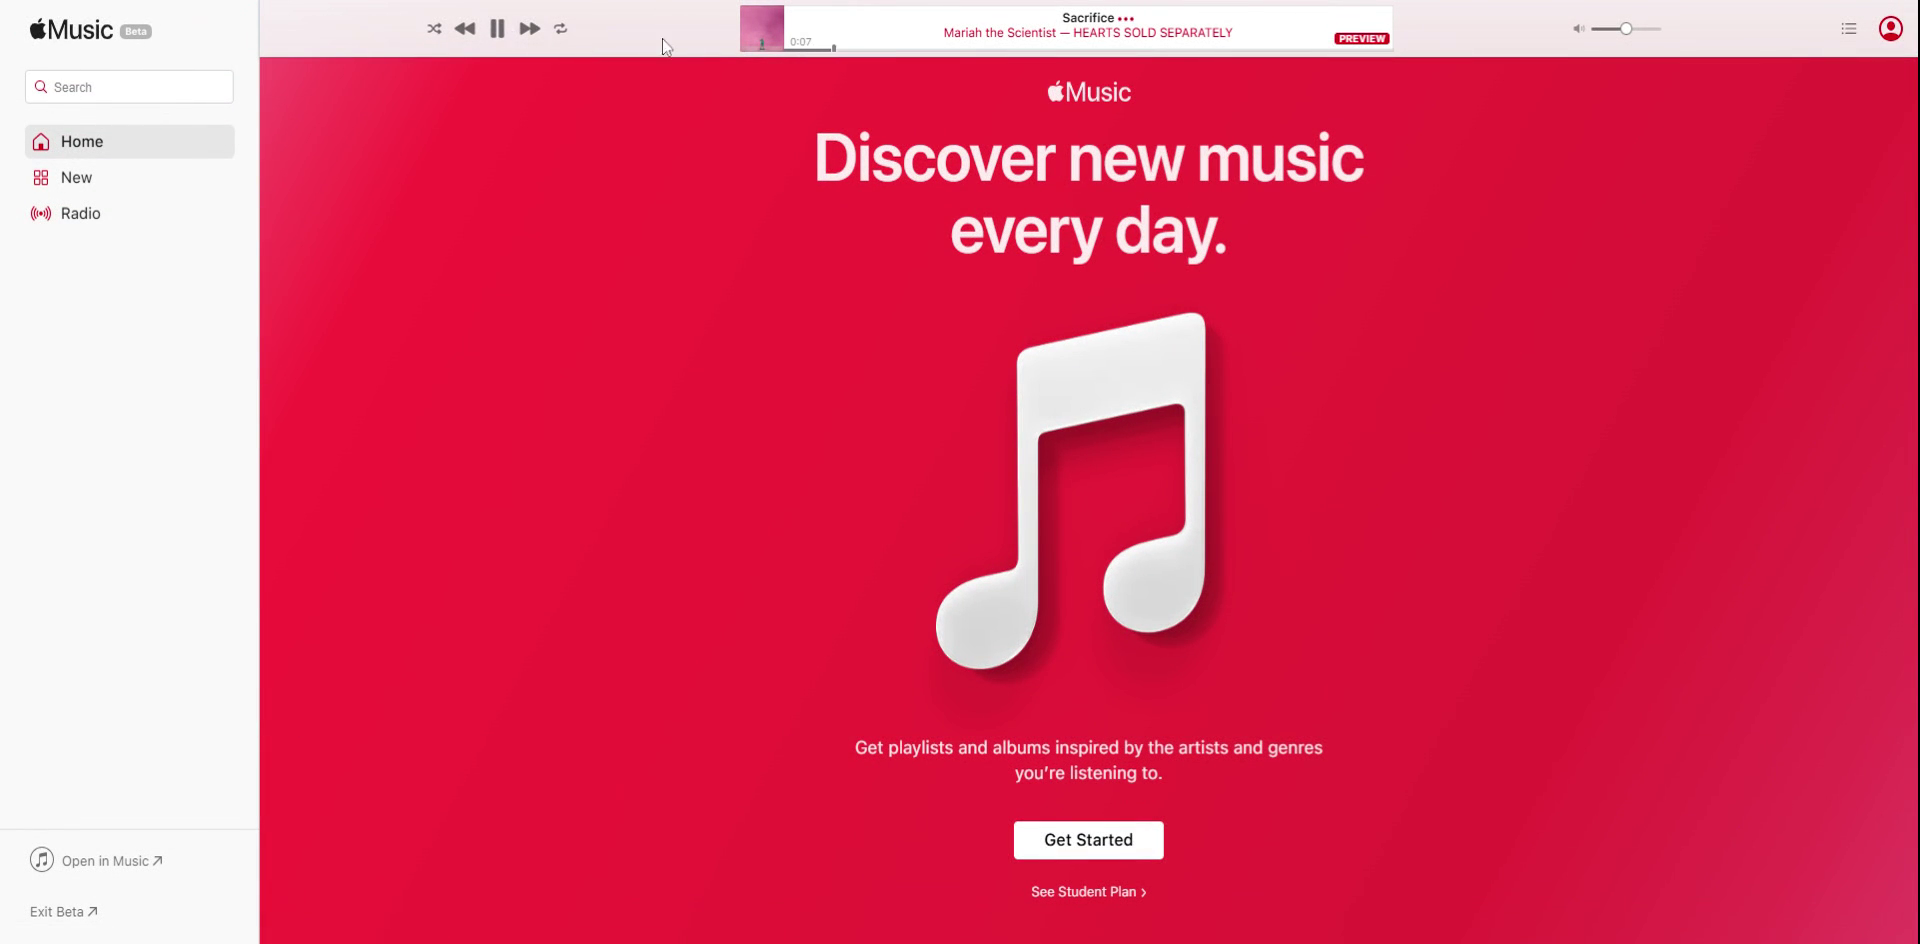 Music Beta
Search
Home
New
Radio
Open in Music
Exit Beta
Sacrifice
Mariah the Scientist — HEARTS SOLD SEPARATELY
0:07
PREVIEW
Music
Discover new music
every day.
Get playlists and albums inspired by the artists and genres
you’re listening to.
Get Started
See Student Plan ›